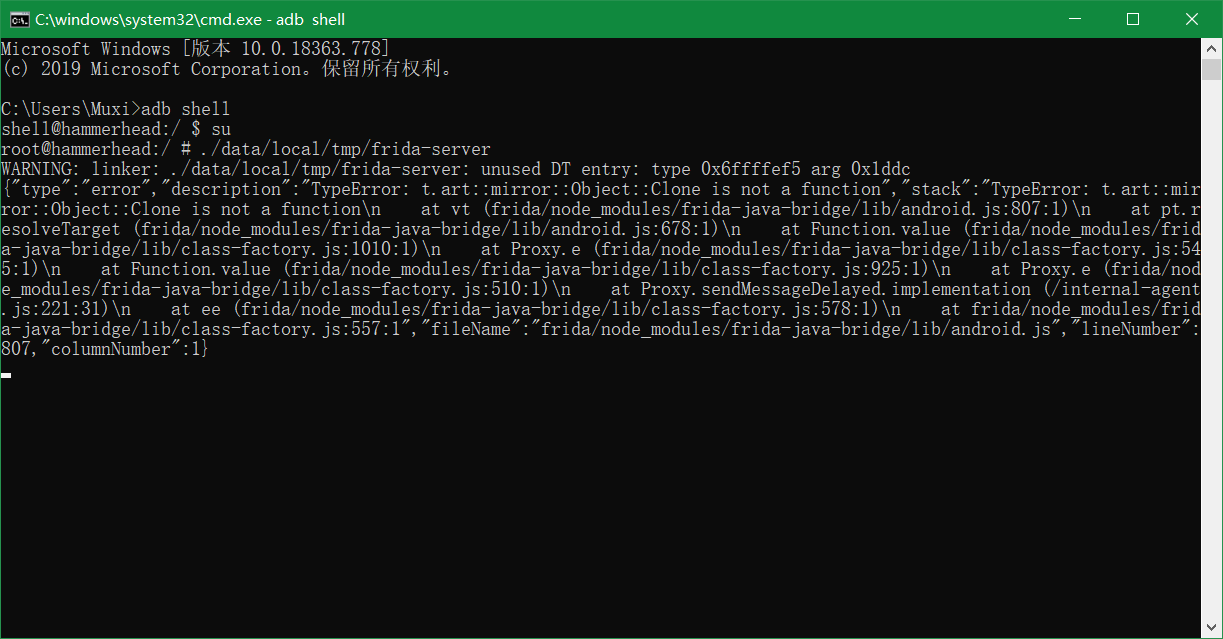 C:\windows\system32\cmd.exe - adb  shell
Microsoft Windows [版本 10.0.18363.778]
(c) 2019 Microsoft Corporation。保留所有权利。
C:\Users\Muxi>adb shell
shell@hammerhead:/ $ su
root@hammerhead:/ # ./data/local/tmp/frida-server
WARNING: linker: ./data/local/tmp/frida-server: unused DT entry: type 0x6ffffef5 arg 0x1ddc
{"type":"error","description":"TypeError: t.art::mirror::Object::Clone is not a function","stack":"TypeError: t.art::mir
ror::Object::Clone is not a function\n    at vt (frida/node_modules/frida-java-bridge/lib/android.js:807:1)\n    at pt.r
esolveTarget (frida/node_modules/frida-java-bridge/lib/android.js:678:1)\n    at Function.value (frida/node_modules/frid
a-java-bridge/lib/class-factory.js:1010:1)\n    at Proxy.e (frida/node_modules/frida-java-bridge/lib/class-factory.js:54
5:1)\n    at Function.value (frida/node_modules/frida-java-bridge/lib/class-factory.js:925:1)\n    at Proxy.e (frida/nod
e_modules/frida-java-bridge/lib/class-factory.js:510:1)\n    at Proxy.sendMessageDelayed.implementation (/internal-agent
.js:221:31)\n    at ee (frida/node_modules/frida-java-bridge/lib/class-factory.js:578:1)\n    at frida/node_modules/frid
a-java-bridge/lib/class-factory.js:557:1","fileName":"frida/node_modules/frida-java-bridge/lib/android.js","lineNumber":
807,"columnNumber":1}